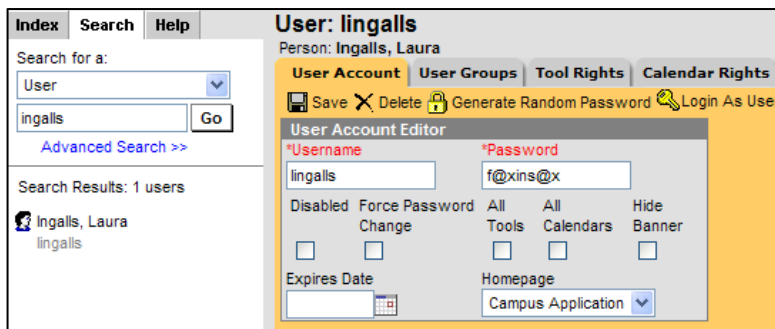 Index Search Help
Search for a:
User
ingalls Go
Advanced Search >>
Search Results: 1 users
Ingalls, Laura
lingalls
User: lingalls
Person: Ingalls, Laura
User Account User Groups Tool Rights Calendar Rights
Save Delete Generate Random Password Login As Use
User Account Editor
*Username *Password
lingalls f@xins@x
Disabled Force Password Change All Tools All Calendars Hide Banner
Expires Date Homepage
Campus Application